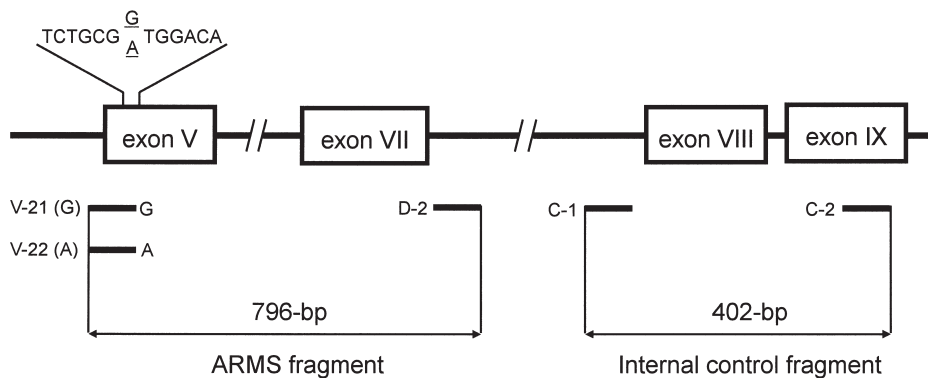 G
TCTGCG TGGACA
A
exon V
exon VII
exon VIII
exon IX
V-21 (G) G
D-2
C-1
C-2
V-22 (A) A
796-bp
402-bp
ARMS fragment
Internal control fragment